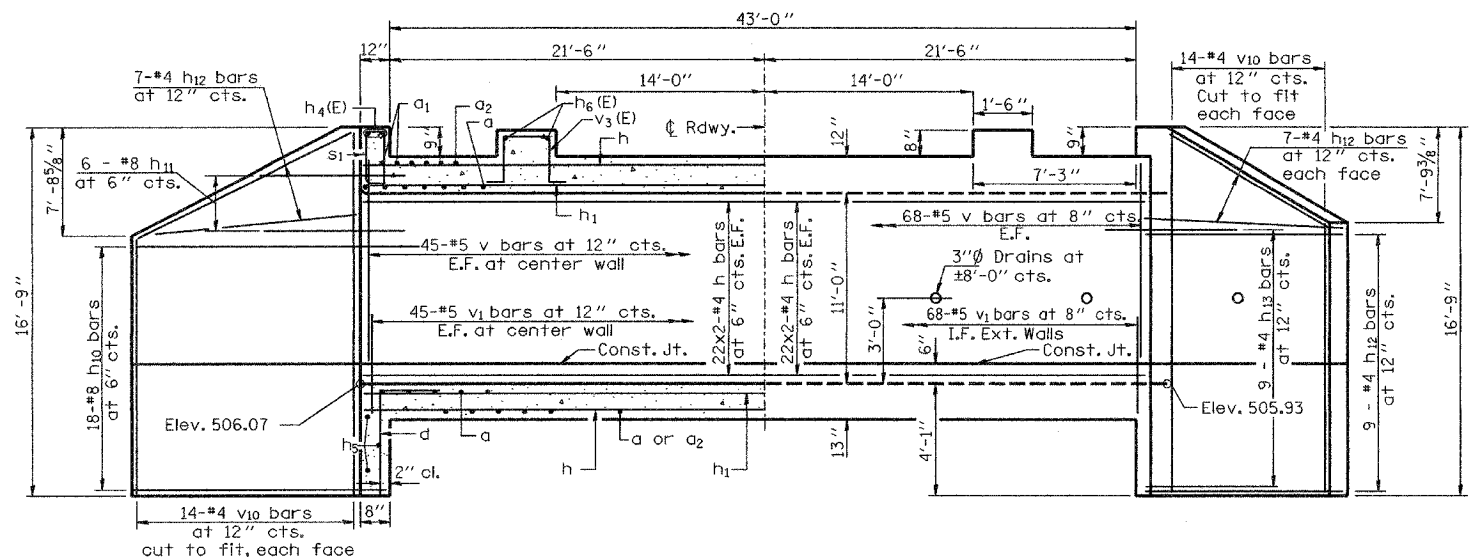 43'-0"
12"
21'-6"
21'-6"
7-#4 h12 bars
at 12" cts.
14'-0"
14'-0"
14-#4 v10 bars
at 12" cts.
Cut to fit
each face
h4(E)
a1
a2
a
h6(E)
v3(E)
h
℄ Rdwy.
1'-6"
s1
9"
12"
8"
9"
7-#4 h12 bars
at 12" cts.
each face
6 - #8 h11
at 6" cts.
7'-8⅝"
7'-9⅜"
7'-3"
h1
68-#5 v bars at 8" cts.
E.F.
45-#5 v bars at 12" cts.
E.F. at center wall
3"Ø Drains at
±8'-0" cts.
22x2-#4 h bars
at 6" cts. E.F.
22x2-#4 h bars
at 6" cts. E.F.
11'-0"
16'-9"
16'-9"
18-#8 h10 bars
at 6" cts.
45-#5 v1 bars at 12" cts.
E.F. at center wall
3'-0"
68-#5 v1 bars at 8" cts.
I.F. Ext. Walls
6"
9 - #4 h13 bars
at 12" cts.
9 - #4 h12 bars
at 12" cts.
Const. Jt.
Const. Jt.
Elev. 506.07
Elev. 505.93
h5
d
a
a or a2
h
h1
13"
4'-1"
2" cl.
14-#4 v10 bars
at 12" cts.
cut to fit, each face
8"